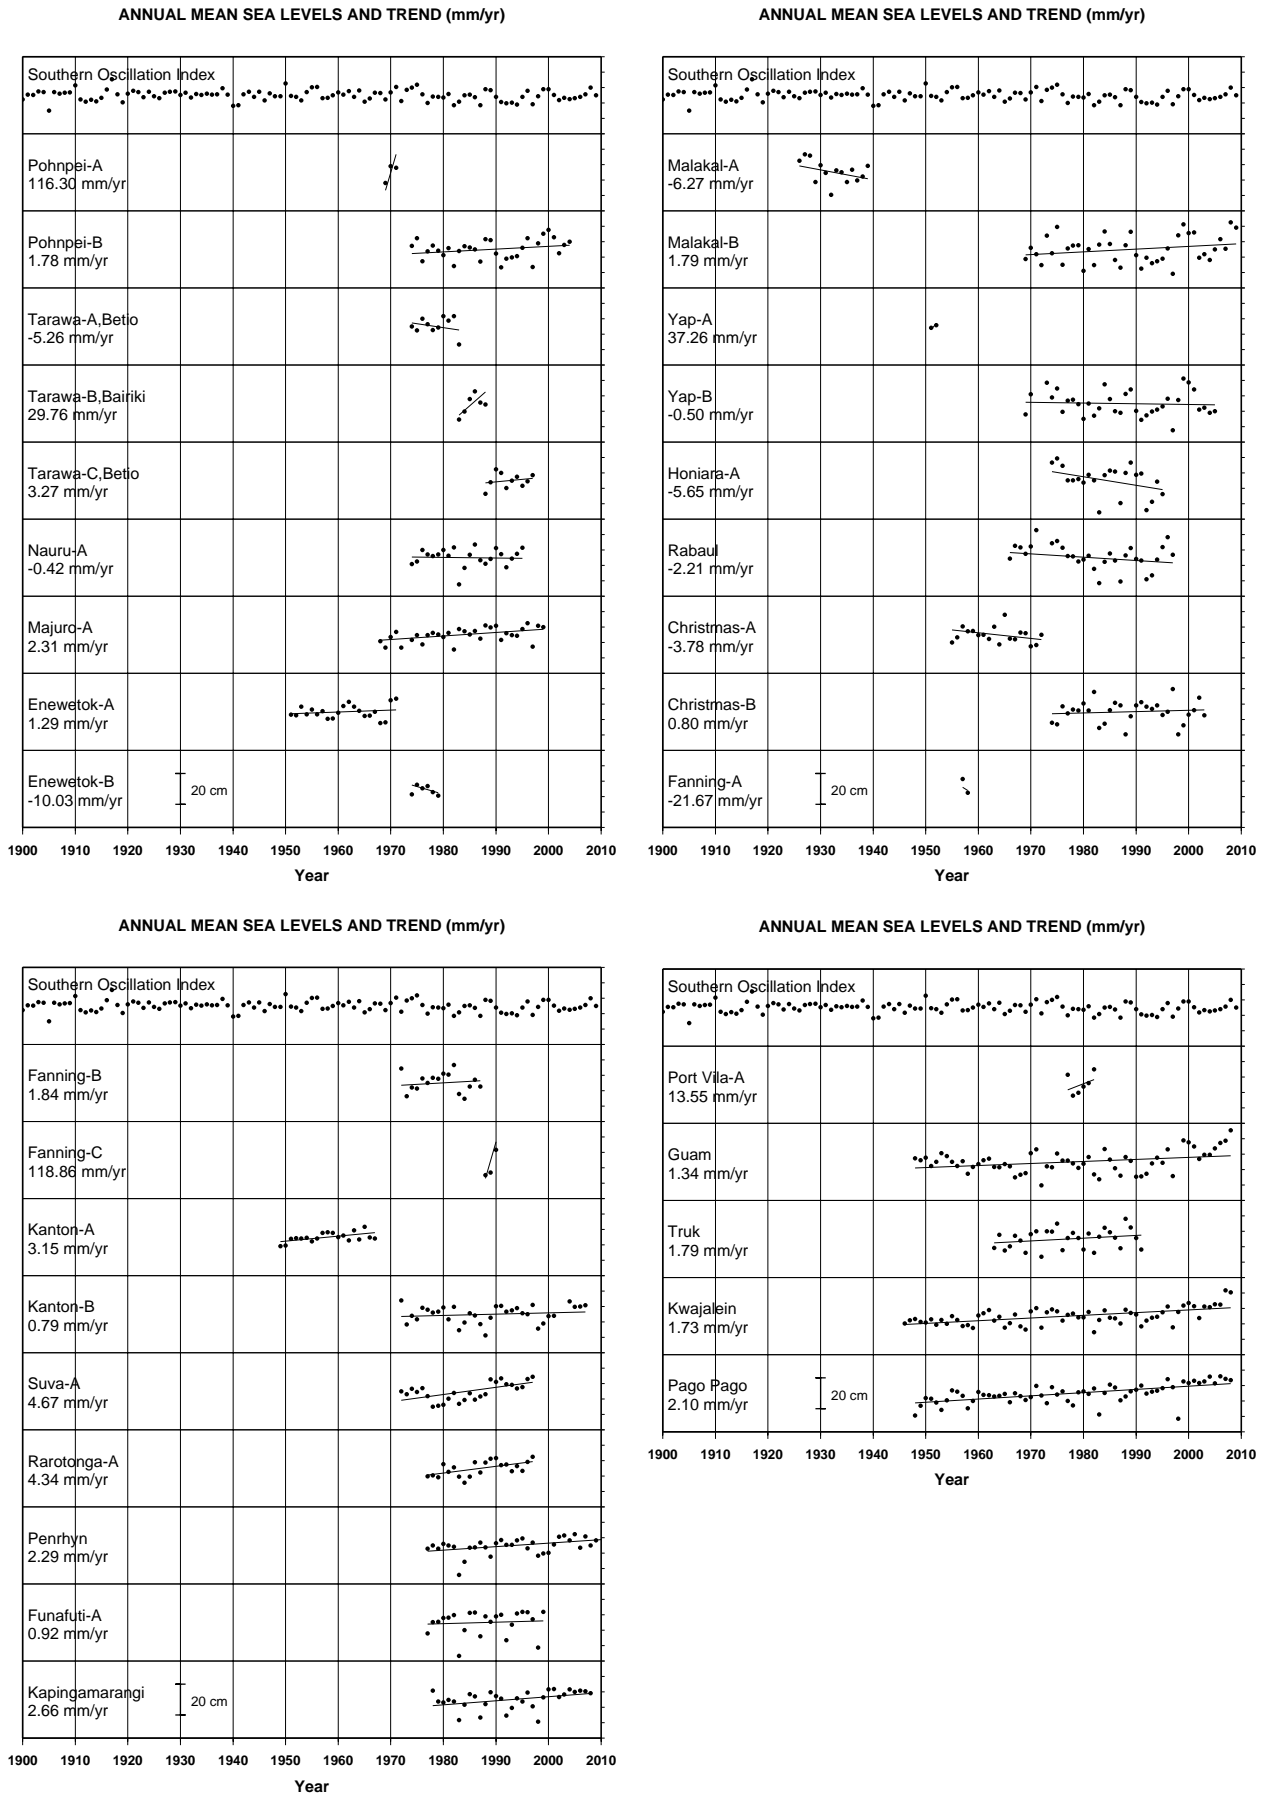 ANNUAL MEAN SEA LEVELS AND TREND (mm/yr)
Southern Oscillation Index
Pohnpei-A
116.30 mm/yr
Pohnpei-B
1.78 mm/yr
Tarawa-A,Betio
-5.26 mm/yr
Tarawa-B,Bairiki
29.76 mm/yr
Tarawa-C,Betio
3.27 mm/yr
Nauru-A
-0.42 mm/yr
Majuro-A
2.31 mm/yr
Enewetok-A
1.29 mm/yr
Enewetok-B
-10.03 mm/yr
20 cm
1900 1910 1920 1930 1940 1950 1960 1970 1980 1990 2000 2010
Year
ANNUAL MEAN SEA LEVELS AND TREND (mm/yr)
Southern Oscillation Index
Malakal-A
-6.27 mm/yr
Malakal-B
1.79 mm/yr
Yap-A
37.26 mm/yr
Yap-B
-0.50 mm/yr
Honiara-A
-5.65 mm/yr
Rabaul
-2.21 mm/yr
Christmas-A
-3.78 mm/yr
Christmas-B
0.80 mm/yr
Fanning-A
-21.67 mm/yr
20 cm
1900 1910 1920 1930 1940 1950 1960 1970 1980 1990 2000 2010
Year
ANNUAL MEAN SEA LEVELS AND TREND (mm/yr)
Southern Oscillation Index
Fanning-B
1.84 mm/yr
Fanning-C
118.86 mm/yr
Kanton-A
3.15 mm/yr
Kanton-B
0.79 mm/yr
Suva-A
4.67 mm/yr
Rarotonga-A
4.34 mm/yr
Penrhyn
2.29 mm/yr
Funafuti-A
0.92 mm/yr
Kapingamarangi
2.66 mm/yr
20 cm
1900 1910 1920 1930 1940 1950 1960 1970 1980 1990 2000 2010
Year
ANNUAL MEAN SEA LEVELS AND TREND (mm/yr)
Southern Oscillation Index
Port Vila-A
13.55 mm/yr
Guam
1.34 mm/yr
Truk
1.79 mm/yr
Kwajalein
1.73 mm/yr
Pago Pago
2.10 mm/yr
20 cm
1900 1910 1920 1930 1940 1950 1960 1970 1980 1990 2000 2010
Year